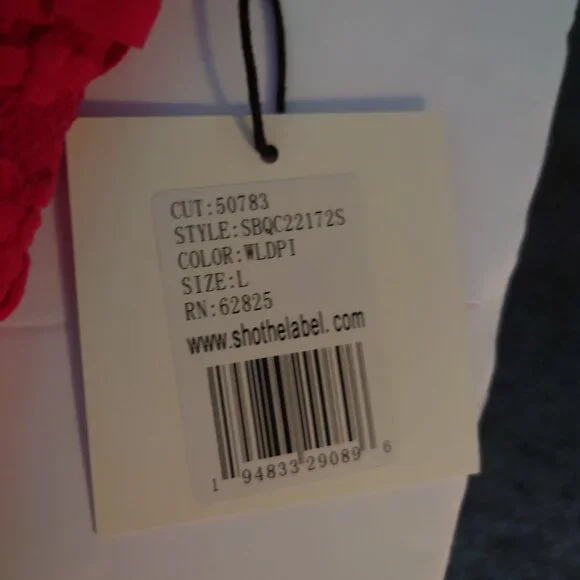 CUT:50783
STYLE:SBQC22172S
COLOR:WLDPI
SIZE:L
RN:62825
www.shothelabel.com
1 94833 29089 6